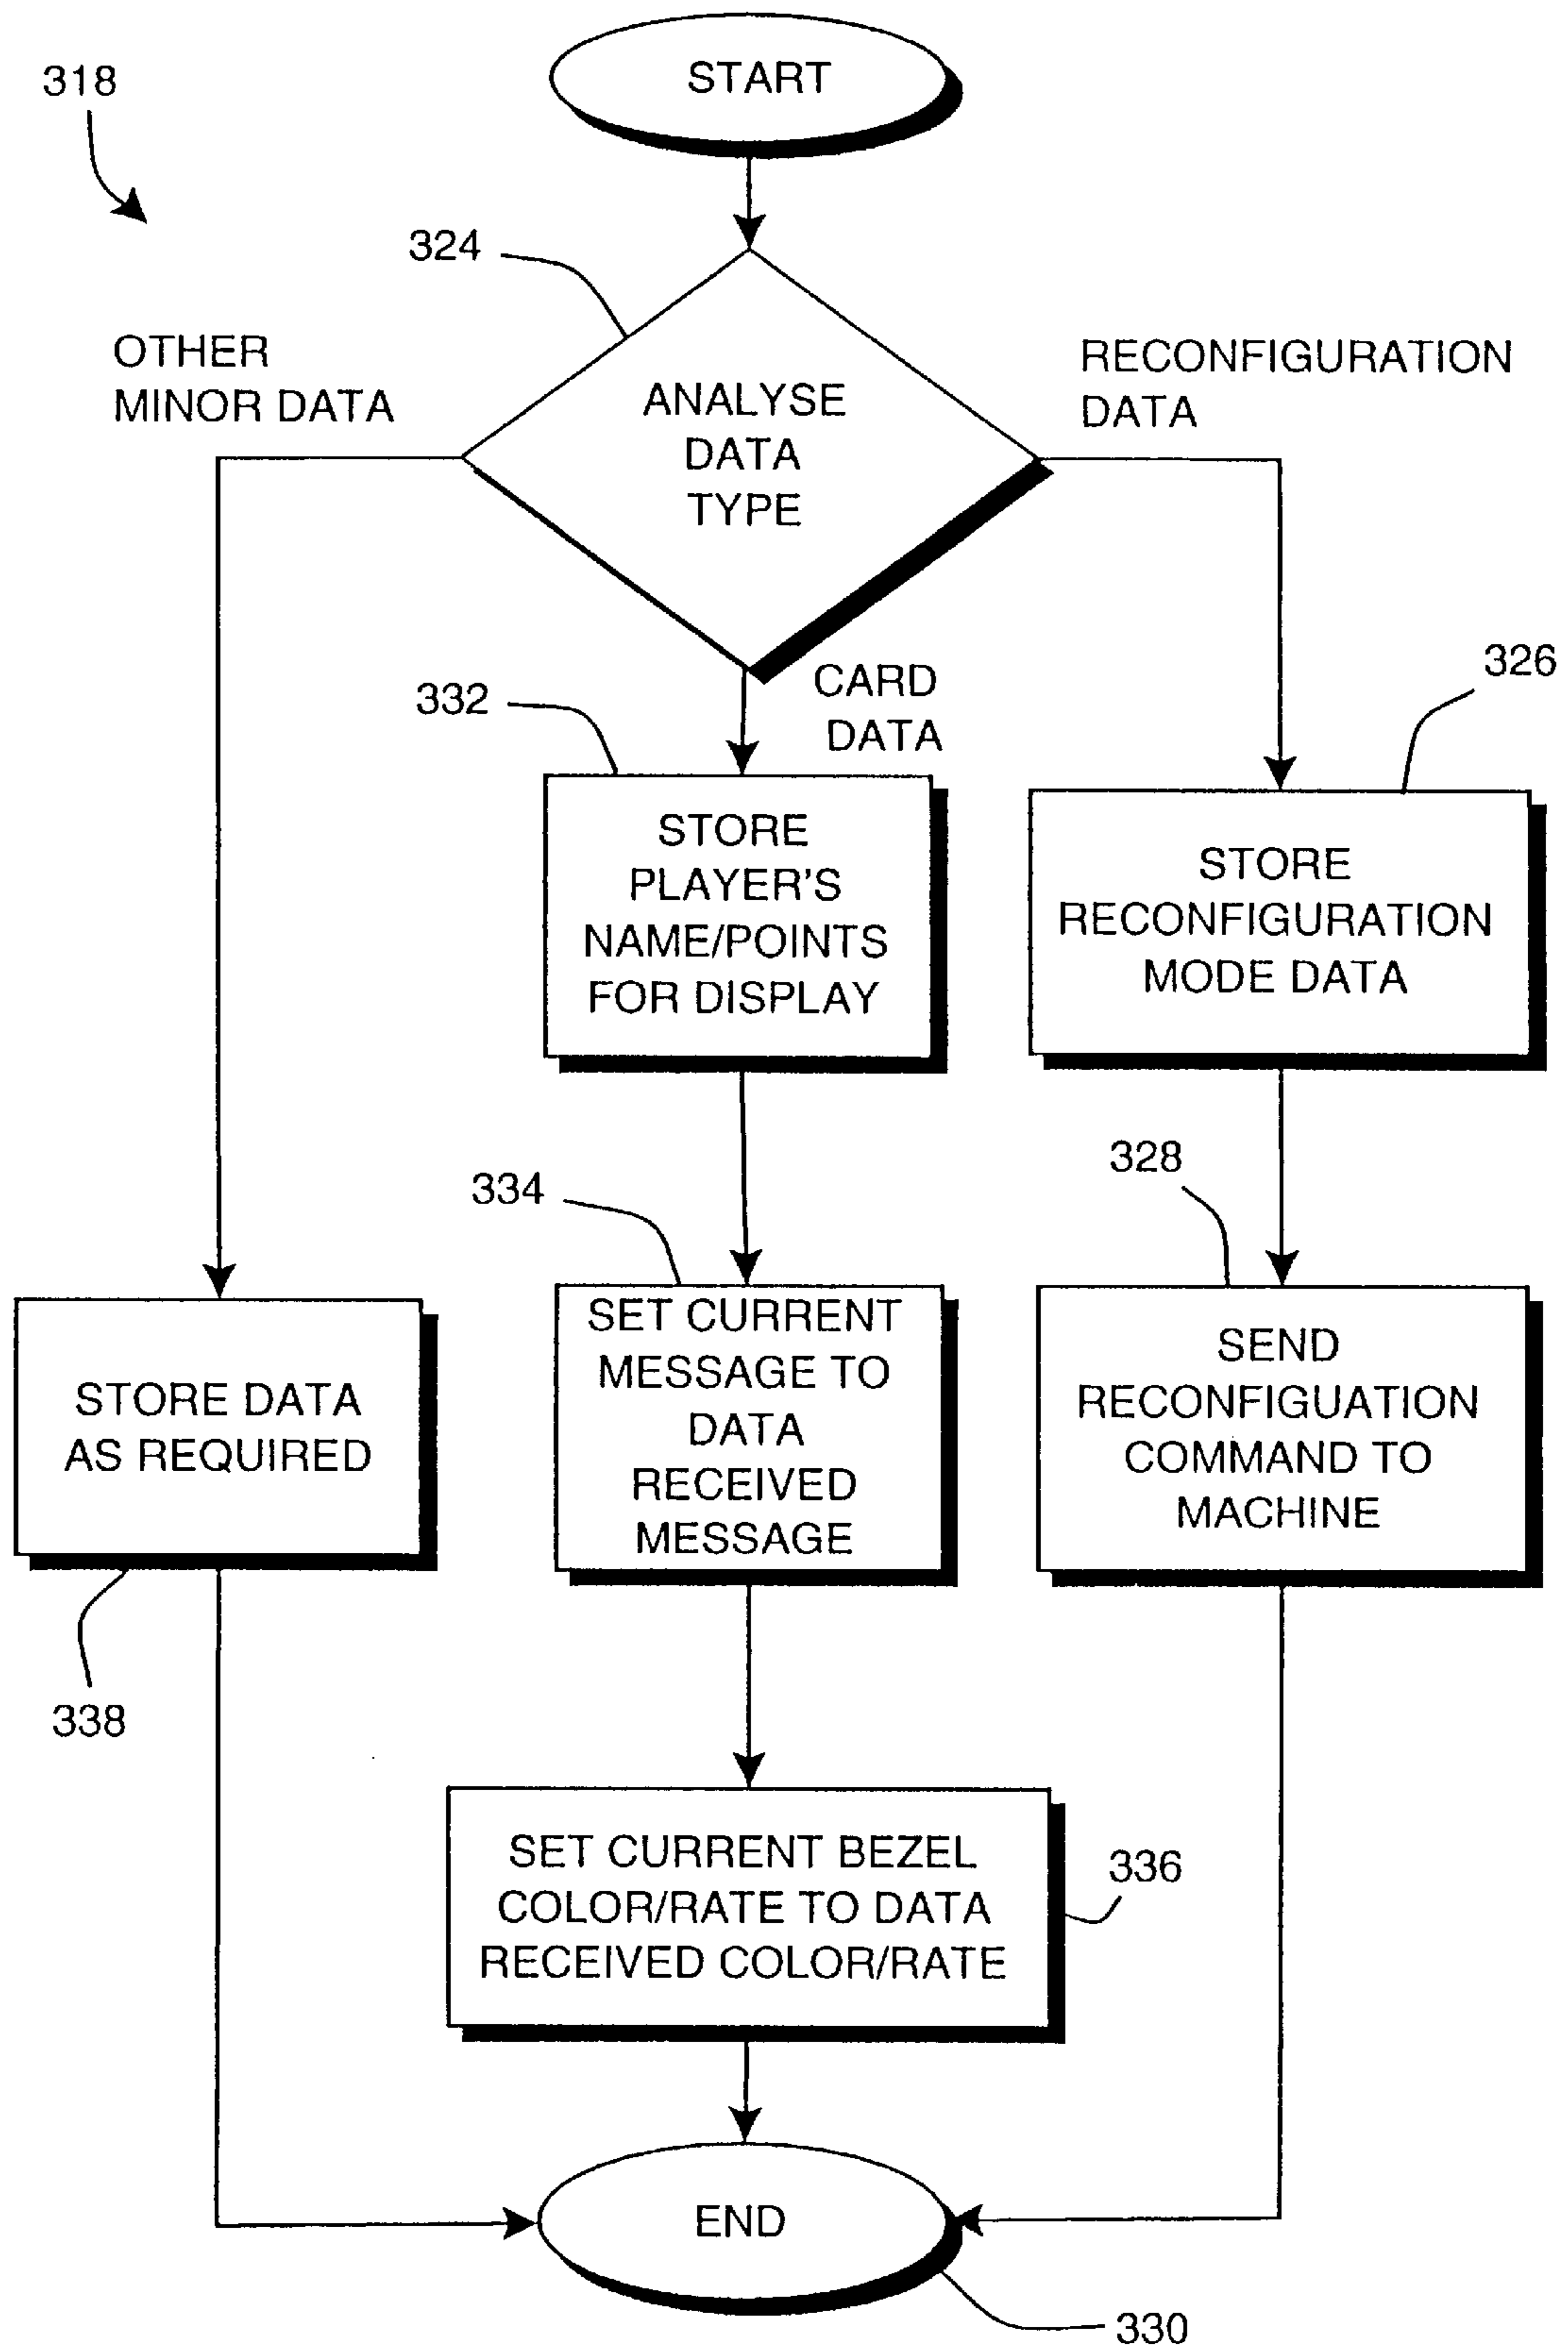 318
START
324
OTHER
MINOR DATA
RECONFIGURATION
DATA
ANALYSE
DATA
TYPE
CARD
DATA
332
326
STORE
PLAYER'S
NAME/POINTS
FOR DISPLAY
STORE
RECONFIGURATION
MODE DATA
334
328
STORE DATA
AS REQUIRED
SET CURRENT
MESSAGE TO
DATA
RECEIVED
MESSAGE
SEND
RECONFIGUATION
COMMAND TO
MACHINE
338
SET CURRENT BEZEL
COLOR/RATE TO DATA
RECEIVED COLOR/RATE
336
END
330